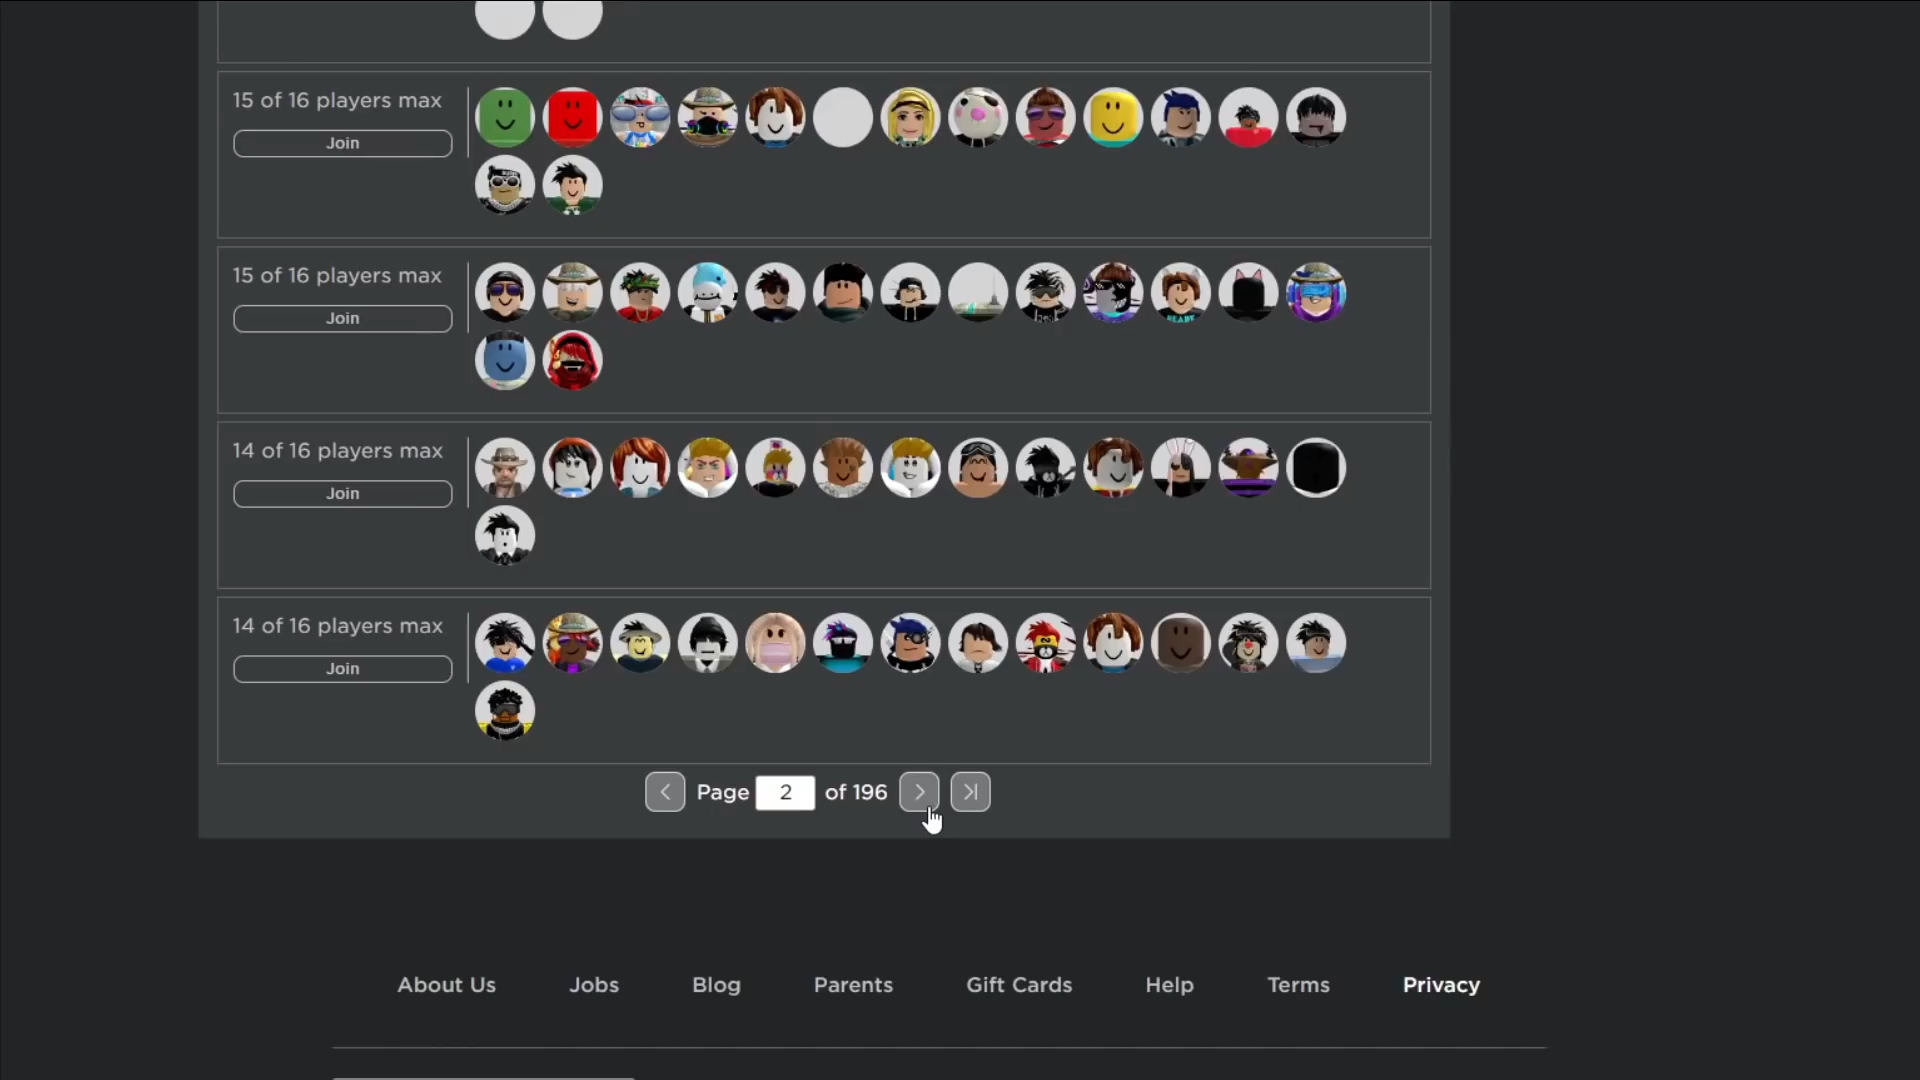 15 of 16 players max
Join
15 of 16 players max
Join
READY
14 of 16 players max
Join
14 of 16 players max
Join
Page 2 of 196
About Us Jobs Blog Parents Gift Cards Help Terms Privacy